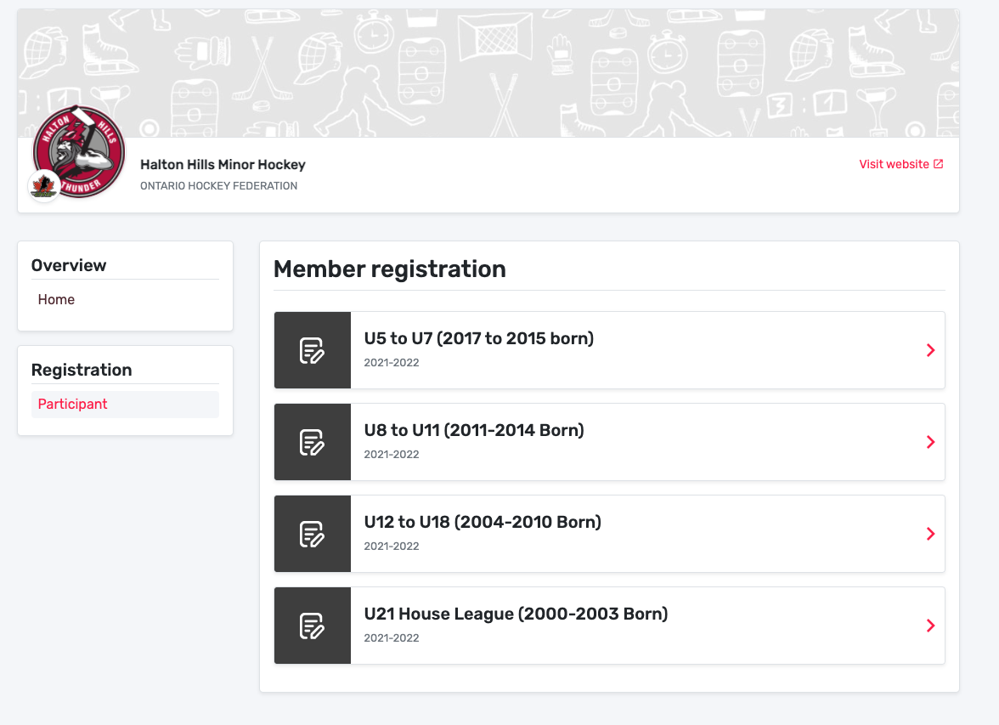 3:1
HALTON HILLS
THUNDER
Halton Hills Minor Hockey
Visit website
ONTARIO HOCKEY FEDERATION
Overview
Home
Registration
Participant
Member registration
U5 to U7 (2017 to 2015 born)
2021-2022
U8 to U11 (2011-2014 Born)
2021-2022
U12 to U18 (2004-2010 Born)
2021-2022
U21 House League (2000-2003 Born)
2021-2022